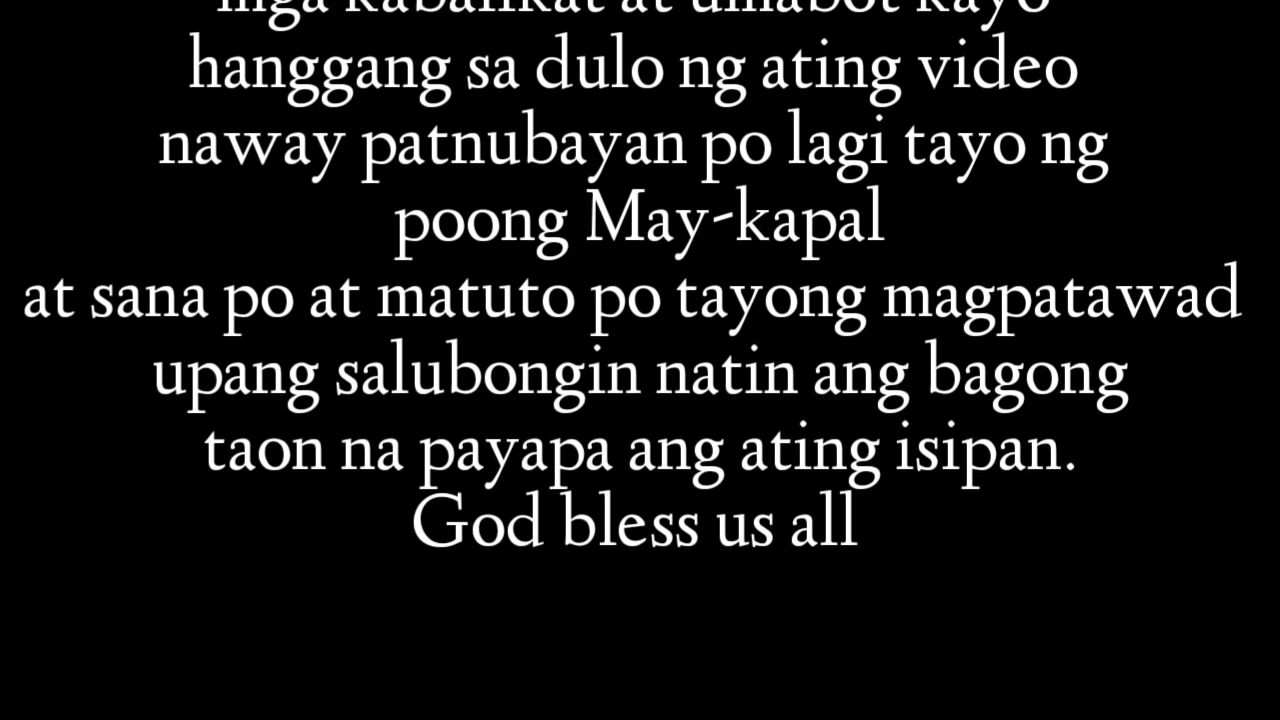 mga kabalikat at umabot kayo
hanggang sa dulo ng ating video
naway patnubayan po lagi tayo ng
poong May-kapal
at sana po at matuto po tayong magpatawad
upang salubongin natin ang bagong
taon na payapa ang ating isipan.
God bless us all